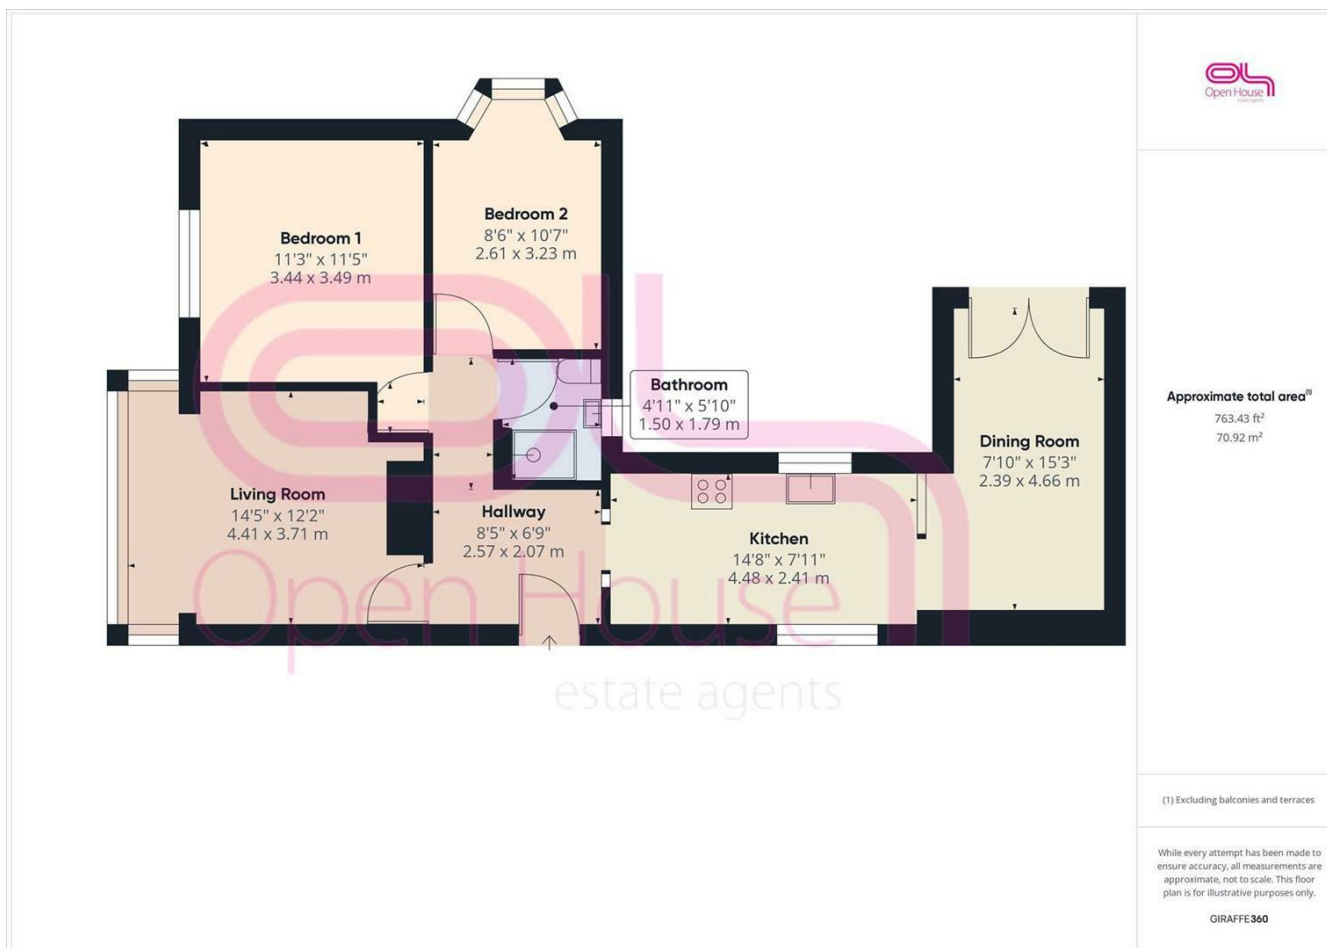 Open House
estate agents
Bedroom 1
11'3" x 11'5"
3.44 x 3.49 m
Bedroom 2
8'6" x 10'7"
2.61 x 3.23 m
Bathroom
4'11" x 5'10"
1.50 x 1.79 m
Living Room
14'5" x 12'2"
4.41 x 3.71 m
Hallway
8'5" x 6'9"
2.57 x 2.07 m
Kitchen
14'8" x 7'11"
4.48 x 2.41 m
Dining Room
7'10" x 15'3"
2.39 x 4.66 m
Open House
estate agents
Approximate total area⁽¹⁾
763.43 ft²
70.92 m²
(1) Excluding balconies and terraces
While every attempt has been made to
ensure accuracy, all measurements are
approximate, not to scale. This floor
plan is for illustrative purposes only.
GIRAFFE360